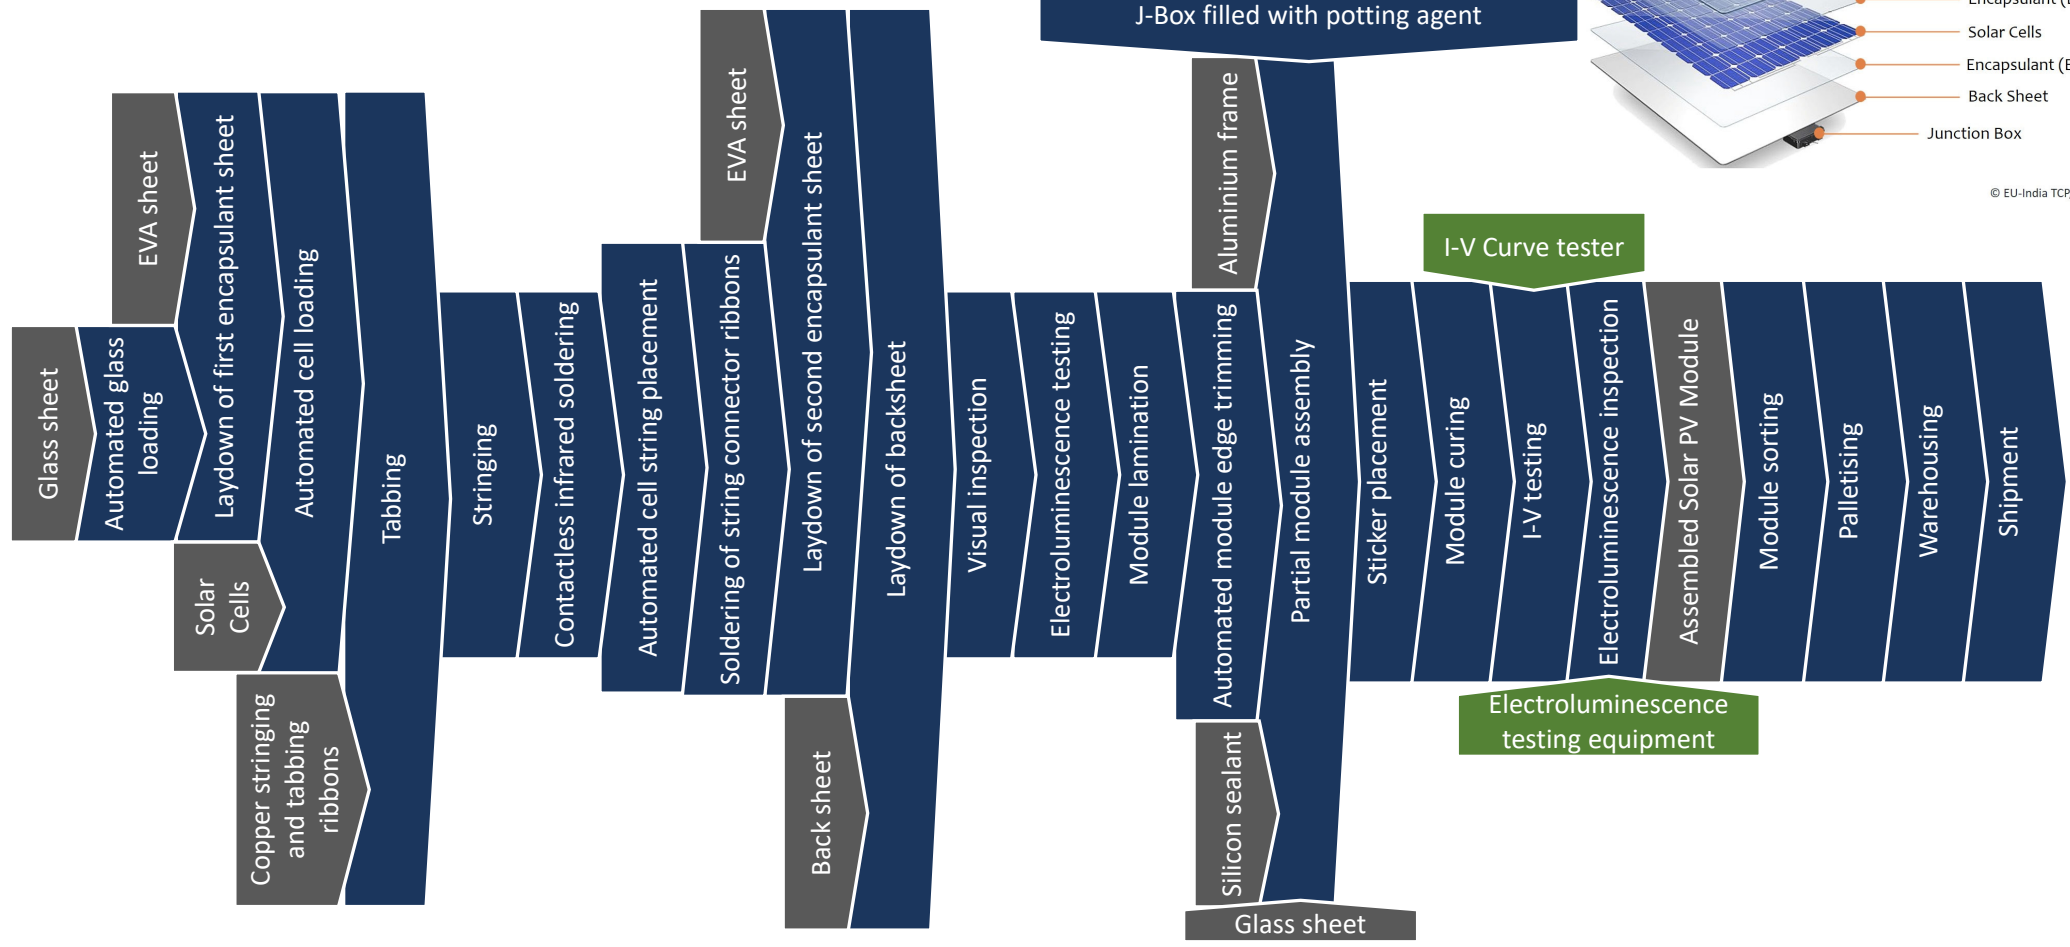 J-Box filled with potting agent
Encapsulant
Solar Cells
Encapsulant
Back Sheet
Junction Box
© EU-India TCP,
Glass sheet
Automated glass
loading
EVA sheet
Laydown of first encapsulant sheet
Solar
Cells
Automated cell loading
Copper stringing
and tabbing
ribbons
Tabbing
Stringing
Contactless infrared soldering
Automated cell string placement
Soldering of string connector ribbons
EVA sheet
Laydown of second encapsulant sheet
Back sheet
Laydown of backsheet
Visual inspection
Electroluminescence testing
Module lamination
Automated module edge trimming
Aluminium frame
Silicon sealant
Glass sheet
Partial module assembly
Sticker placement
Module curing
I-V Curve tester
I-V testing
Electroluminescence inspection
Electroluminescence
testing equipment
Assembled Solar PV Module
Module sorting
Palletising
Warehousing
Shipment